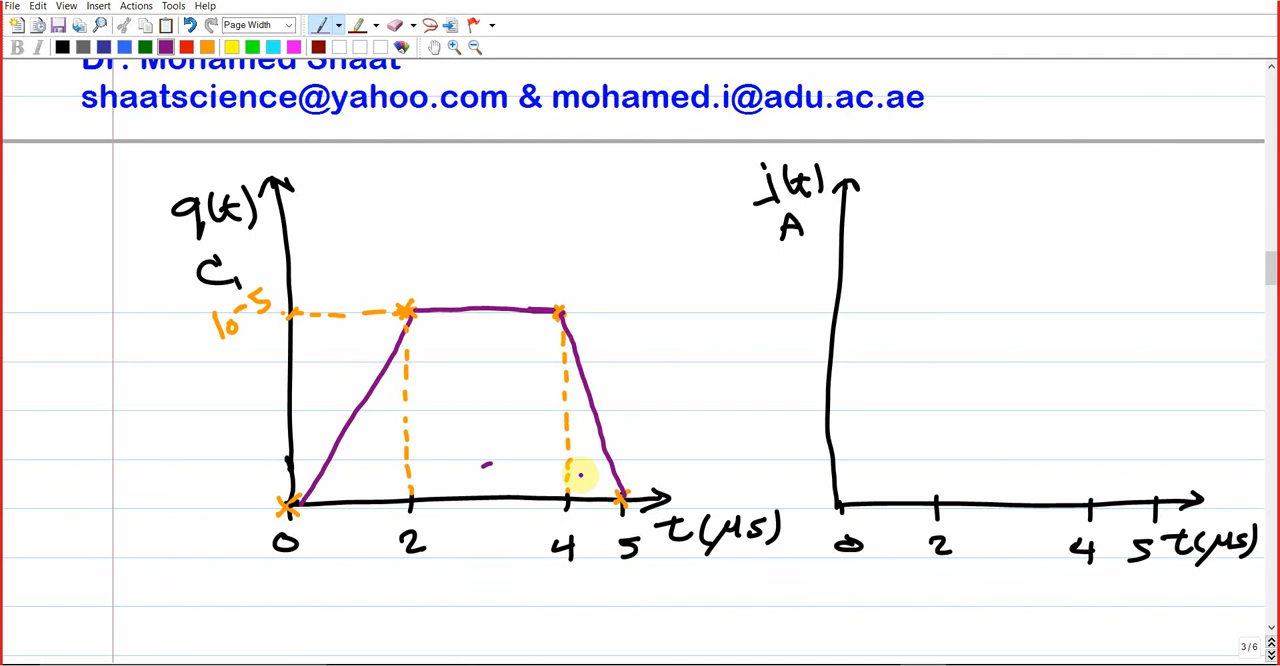 File Edit View Insert Actions Tools Help
Page Width
B I
Dr. Mohamed Shaat
shaatscience@yahoo.com & mohamed.i@adu.ac.ae
q(t)
C
10-5
0 2 4 5 t(μs)
i(t)
A
0 2 4 5 t(μs)
3/6